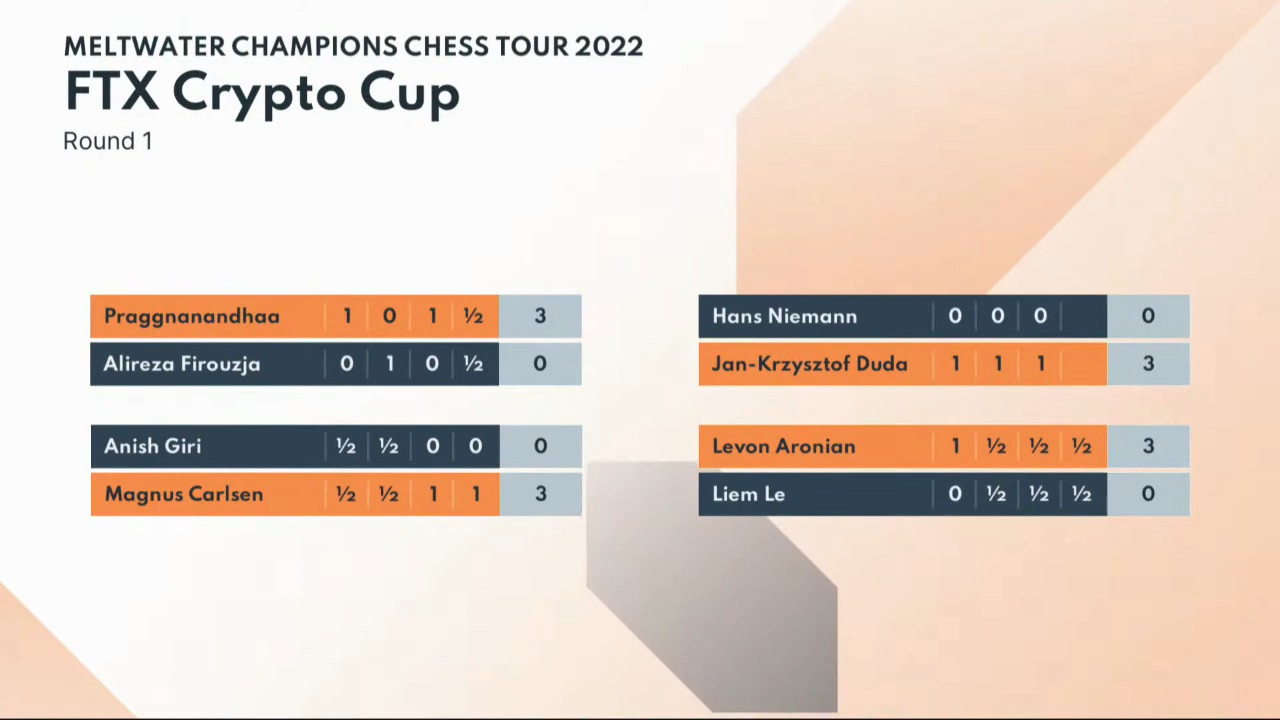 MELTWATER CHAMPIONS CHESS TOUR 2022
FTX Crypto Cup
Round 1
Praggnanandhaa 1 0 1 ½ 3
Alireza Firouzja 0 1 0 ½ 0
Anish Giri ½ ½ 0 0 0
Magnus Carlsen ½ ½ 1 1 3
Hans Niemann 0 0 0 0
Jan-Krzysztof Duda 1 1 1 3
Levon Aronian 1 ½ ½ ½ 3
Liem Le 0 ½ ½ ½ 0